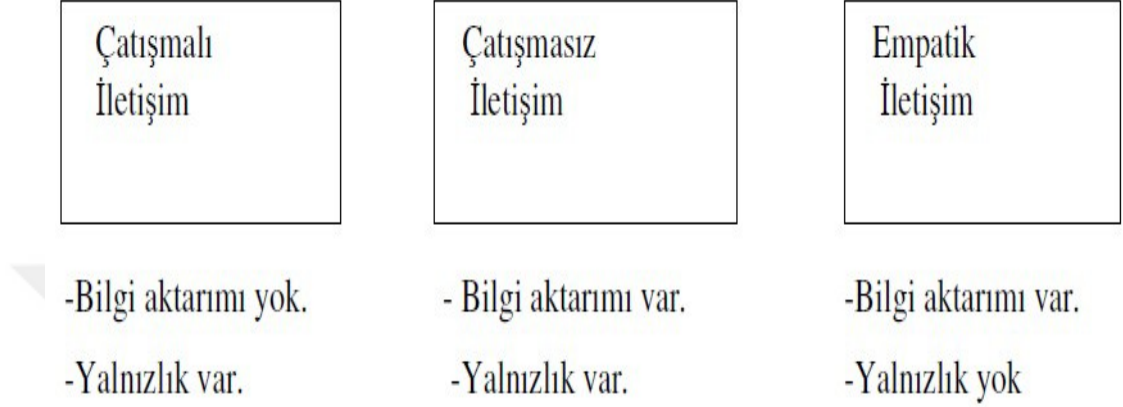 Çatışmalı
İletişim
-Bilgi aktarımı yok.
-Yalnızlık var.
Çatışmasız
İletişim
- Bilgi aktarımı var.
-Yalnızlık var.
Empatik
İletişim
-Bilgi aktarımı var.
-Yalnızlık yok